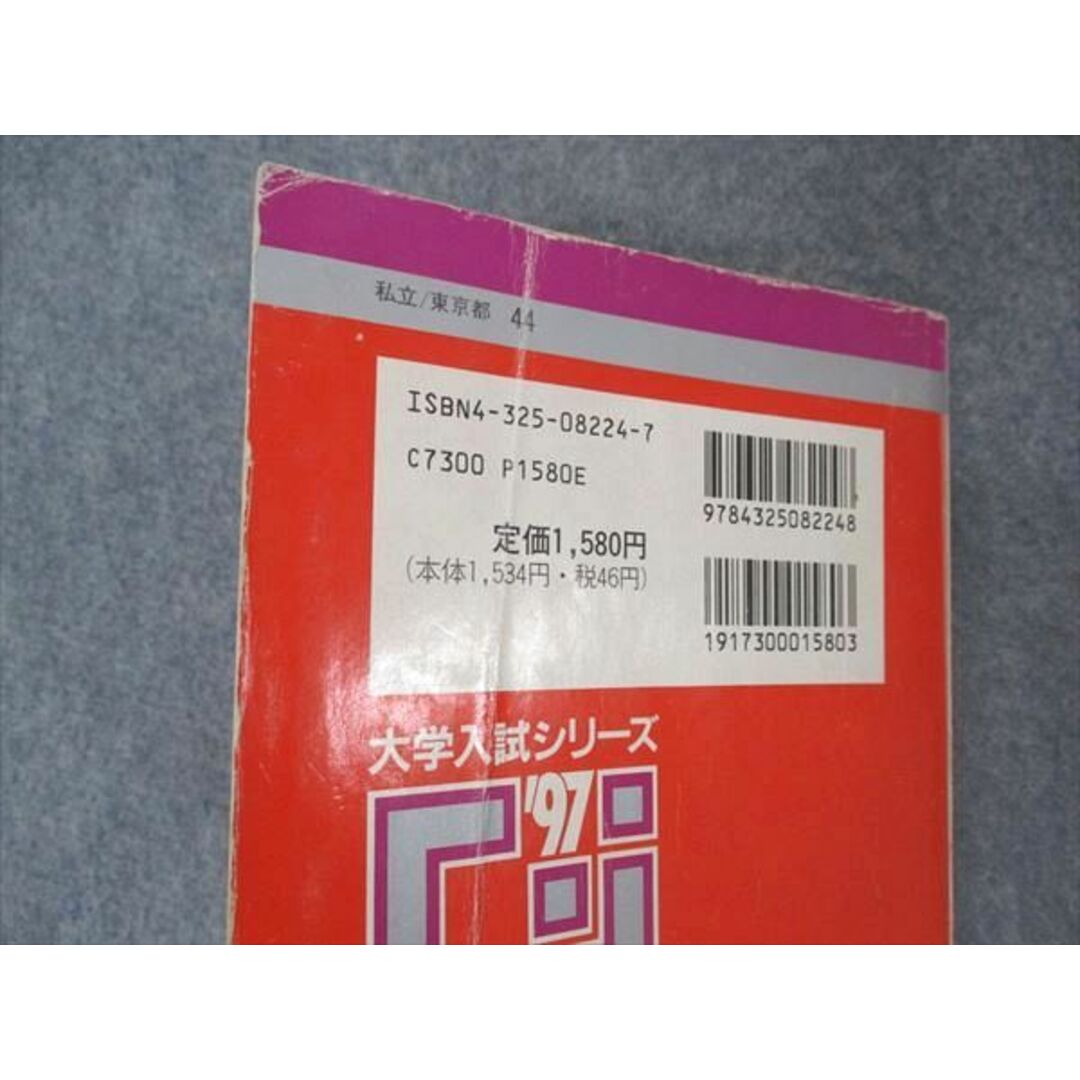 私立/東京都 44
ISBN4-325-08224-7
C7300 P1580E
定価1,580円
(本体1,534円・税46円)
9784325082248
1917300015803
大学入試シリーズ
'97